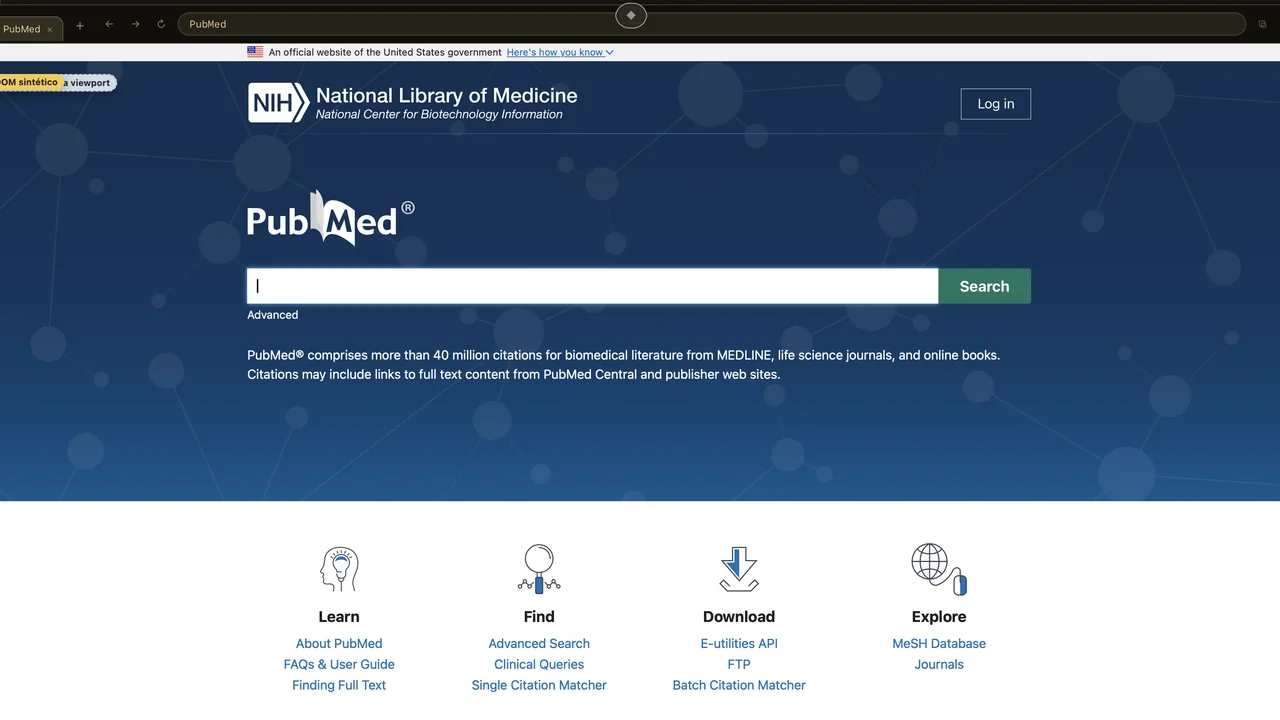 PubMed ×
+ ← → PubMed
An official website of the United States government Here's how you know
OM sintético a viewport
NIH National Library of Medicine
National Center for Biotechnology Information
Log in
PubMed®
Search
Advanced
PubMed® comprises more than 40 million citations for biomedical literature from MEDLINE, life science journals, and online books.
Citations may include links to full text content from PubMed Central and publisher web sites.
Learn
About PubMed
FAQs & User Guide
Finding Full Text
Find
Advanced Search
Clinical Queries
Single Citation Matcher
Download
E-utilities API
FTP
Batch Citation Matcher
Explore
MeSH Database
Journals